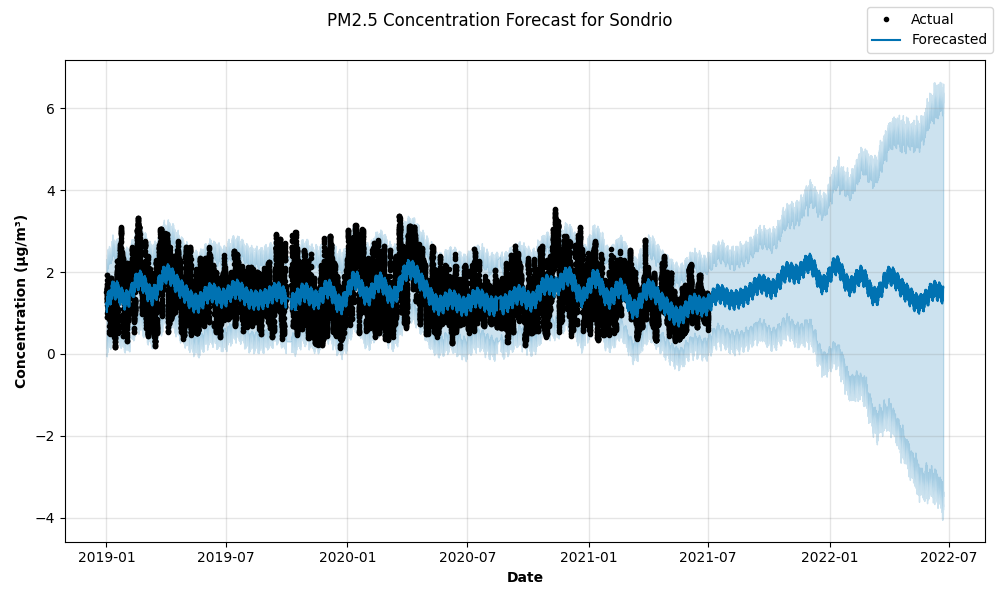 PM2.5 Concentration Forecast for Sondrio
Actual
Forecasted
Concentration (µg/m³)
6
4
2
0
−2
−4
2019-01 2019-07 2020-01 2020-07 2021-01 2021-07 2022-01 2022-07
Date